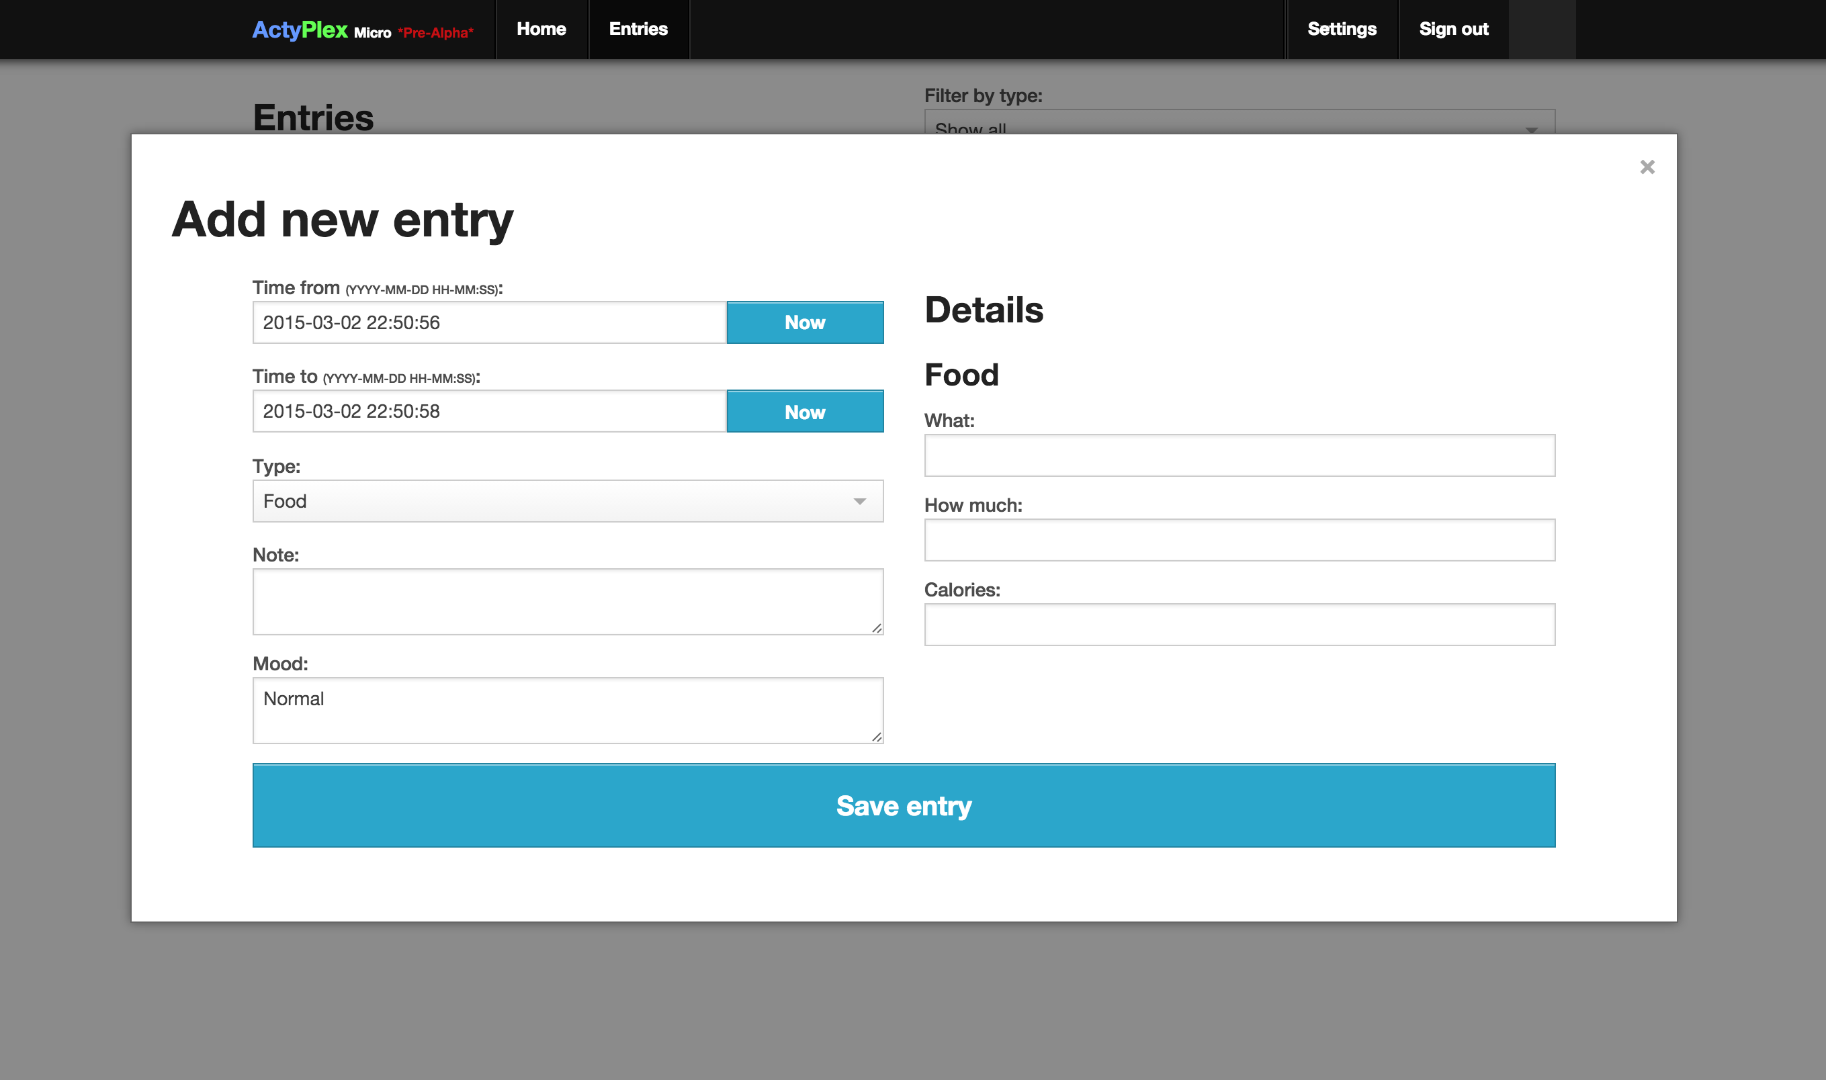 ActyPlex Micro *Pre-Alpha*
Home
Entries
Settings
Sign out
Entries
Filter by type:
Show all
×
Add new entry
Time from (YYYY-MM-DD HH-MM:SS):
2015-03-02 22:50:56
Now
Time to (YYYY-MM-DD HH-MM:SS):
2015-03-02 22:50:58
Now
Type:
Food
Note:
Mood:
Normal
Details
Food
What:
How much:
Calories:
Save entry